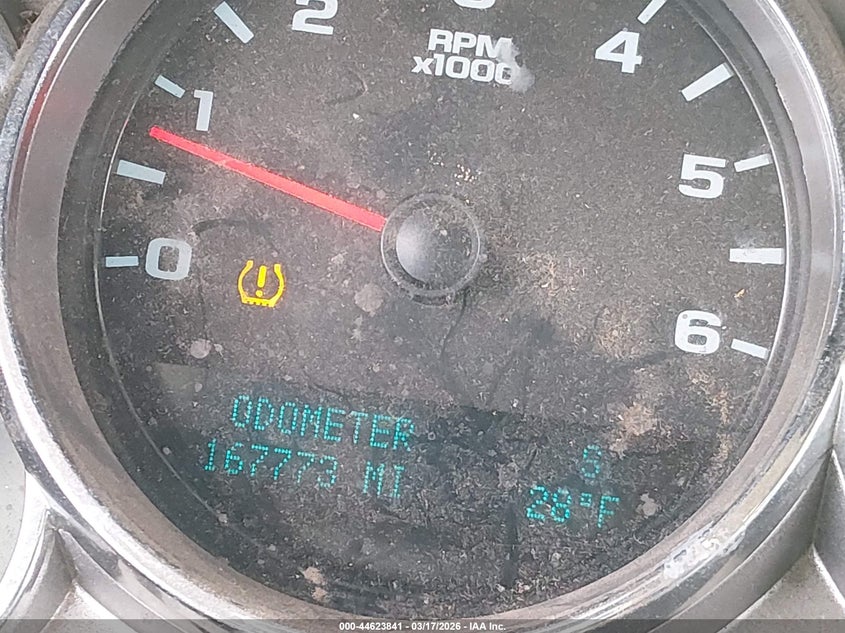 2
3
4
RPM
x1000
1
5
0
6
ODOMETER
167773 MI
S
28°F
000-44623841 - 03/17/2026 - IAA Inc.